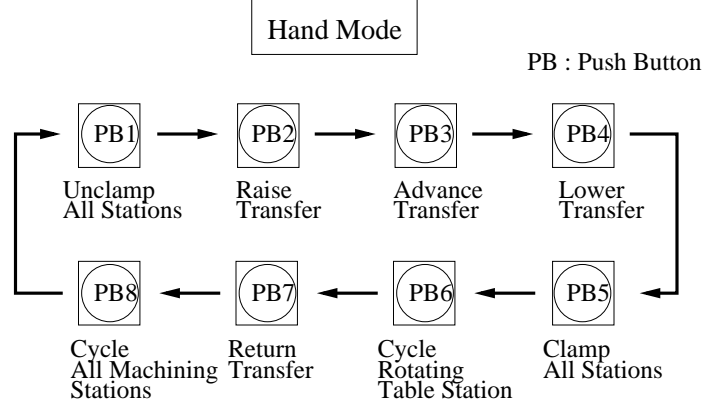 Hand Mode
PB : Push Button
PB1
PB2
PB3
PB4
Unclamp
All Stations
Raise
Transfer
Advance
Transfer
Lower
Transfer
PB8
PB7
PB6
PB5
Cycle
All Machining
Stations
Return
Transfer
Cycle
Rotating
Table Station
Clamp
All Stations